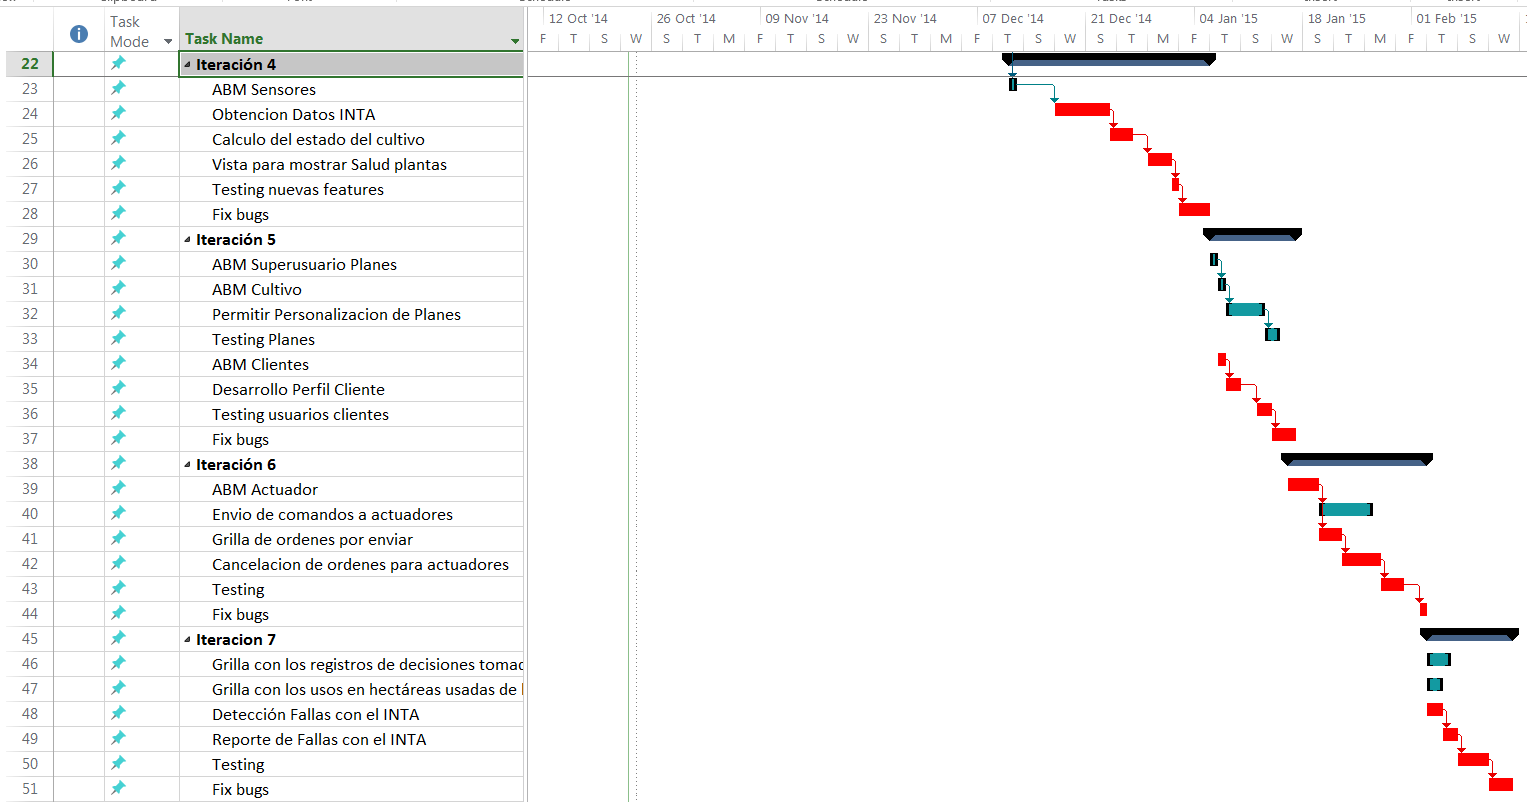 12 Oct '14 26 Oct '14 09 Nov '14 23 Nov '14 07 Dec '14 21 Dec '14 04 Jan '15 18 Jan '15 01 Feb '15
Task Mode Task Name F T S W S T M F T S W S T M F T S W S T M F T S W S T M F T S W
22 Iteración 4
23 ABM Sensores
24 Obtencion Datos INTA
25 Calculo del estado del cultivo
26 Vista para mostrar Salud plantas
27 Testing nuevas features
28 Fix bugs
29 Iteración 5
30 ABM Superusuario Planes
31 ABM Cultivo
32 Permitir Personalizacion de Planes
33 Testing Planes
34 ABM Clientes
35 Desarrollo Perfil Cliente
36 Testing usuarios clientes
37 Fix bugs
38 Iteración 6
39 ABM Actuador
40 Envio de comandos a actuadores
41 Grilla de ordenes por enviar
42 Cancelacion de ordenes para actuadores
43 Testing
44 Fix bugs
45 Iteracion 7
46 Grilla con los registros de decisiones tomad
47 Grilla con los usos en hectáreas usadas de
48 Detección Fallas con el INTA
49 Reporte de Fallas con el INTA
50 Testing
51 Fix bugs